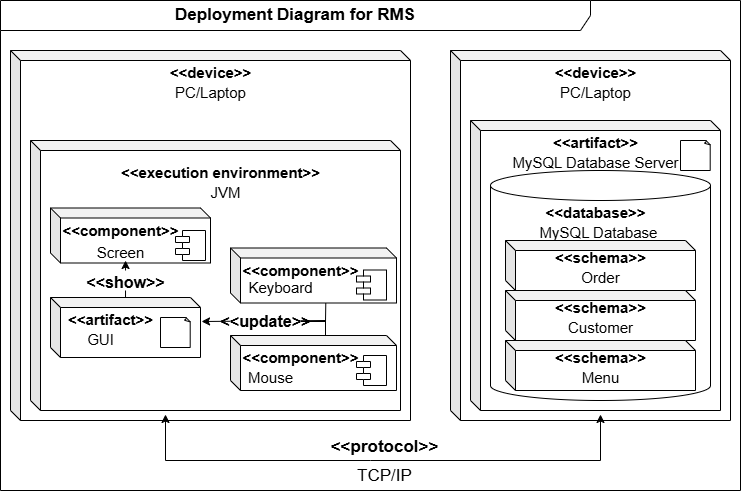 Deployment Diagram for RMS
<<device>>
PC/Laptop
<<execution environment>>
JVM
<<component>>
Screen
<<show>>
<<artifact>>
GUI
<<component>>
Keyboard
<<update>>
<<component>>
Mouse
<<device>>
PC/Laptop
<<artifact>>
MySQL Database Server
<<database>>
MySQL Database
<<schema>>
Order
<<schema>>
Customer
<<schema>>
Menu
<<protocol>>
TCP/IP